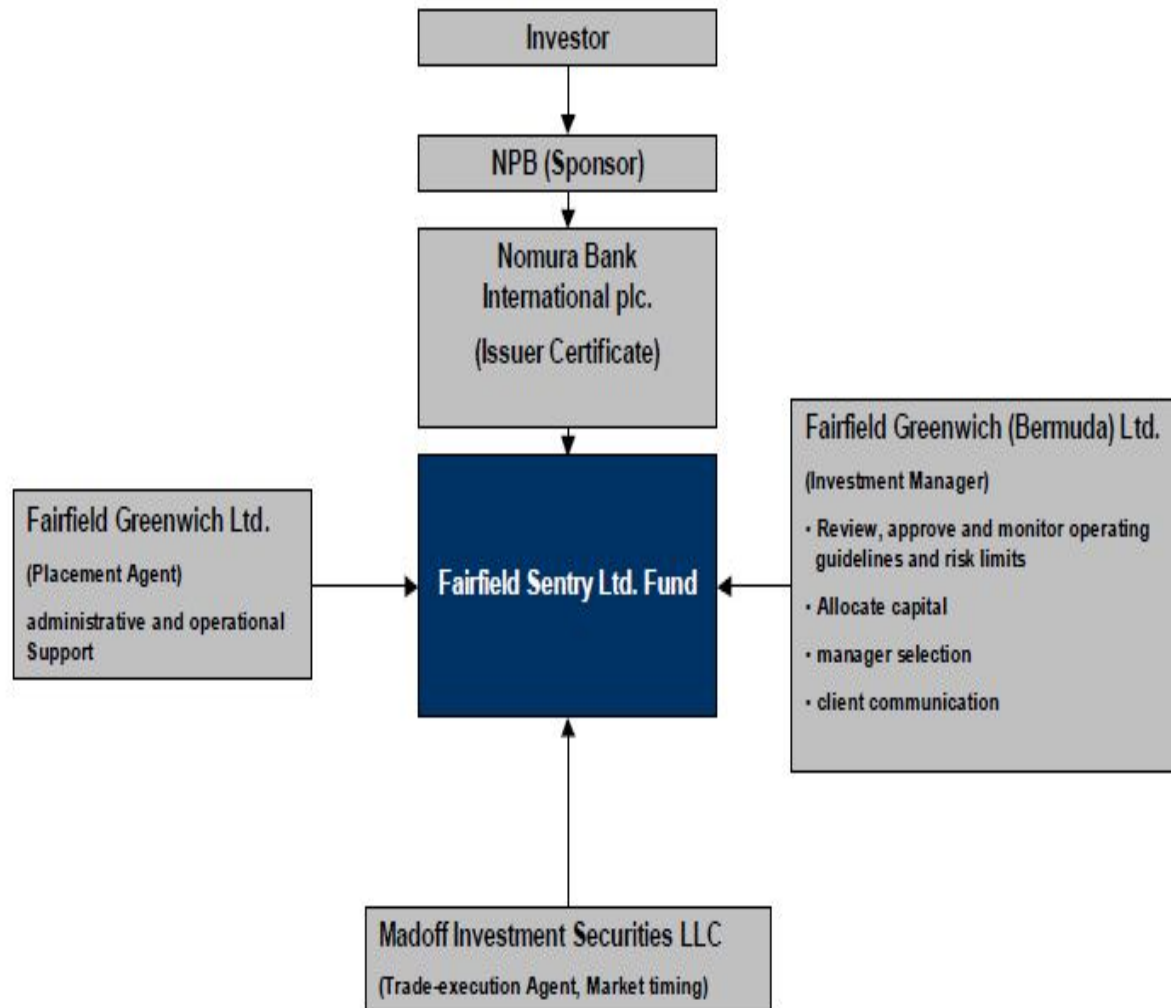 Investor
NPB (Sponsor)
Nomura Bank
International plc.
(Issuer Certificate)
Fairfield Greenwich (Bermuda) Ltd.
(Investment Manager)
· Review, approve and monitor operating
guidelines and risk limits
· Allocate capital
· manager selection
· client communication
Fairfield Greenwich Ltd.
(Placement Agent)
administrative and operational
Support
Fairfield Sentry Ltd. Fund
Madoff Investment Securities LLC
(Trade-execution Agent, Market timing)